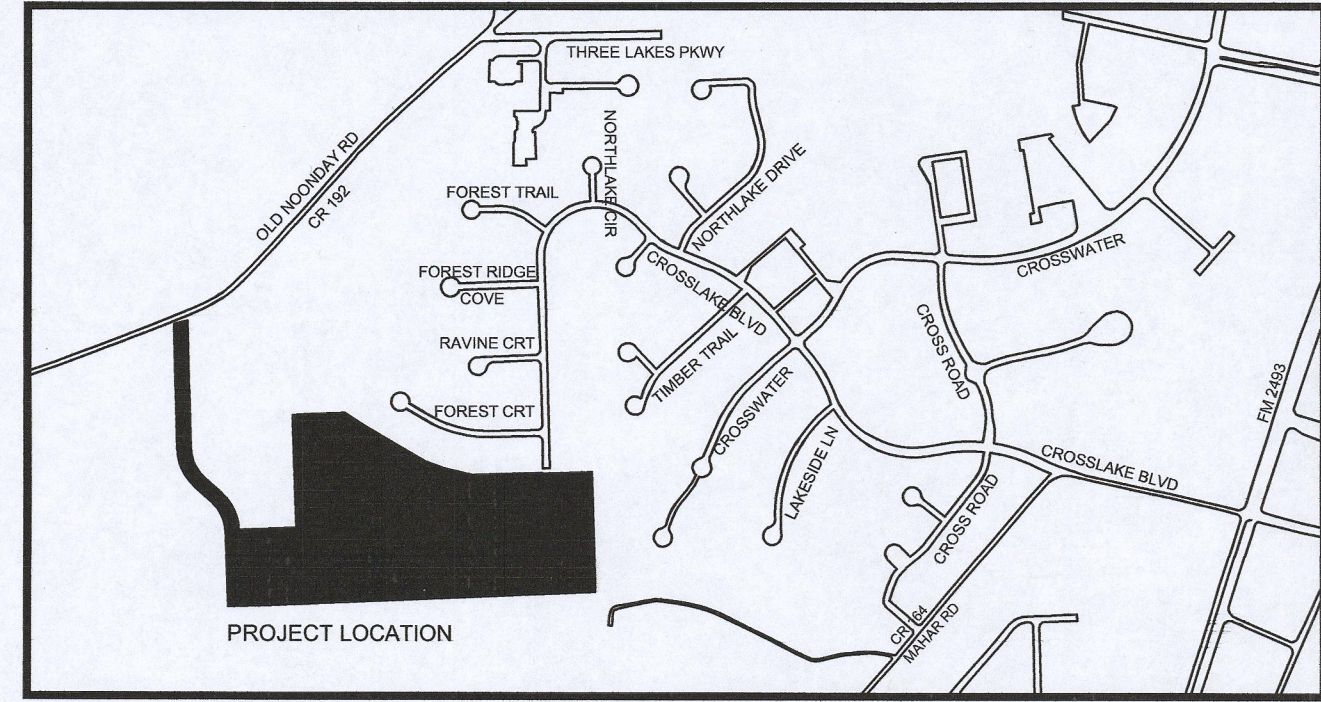 THREE LAKES PKWY
OLD NOONDAY RD
CR 192
NORTHLAKE CIR
NORTHLAKE DRIVE
FOREST TRAIL
FOREST RIDGE
COVE
CROSSLAKE BLVD
CROSSWATER
RAVINE CRT
TIMBER TRAIL
CROSS ROAD
FOREST CRT
CROSSWATER
LAKESIDE LN
FM 2493
CROSSLAKE BLVD
CROSS ROAD
CR 164
MAHAR RD
PROJECT LOCATION